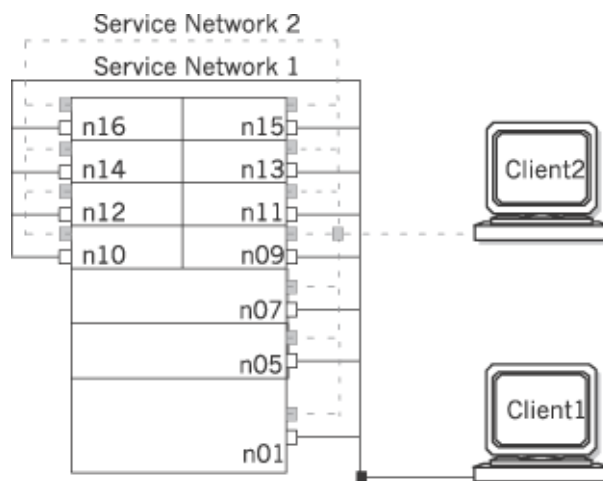 Service Network 2
Service Network 1
n16 n15
n14 n13
n12 n11
n10 n09
n07
n05
n01
Client2
Client1